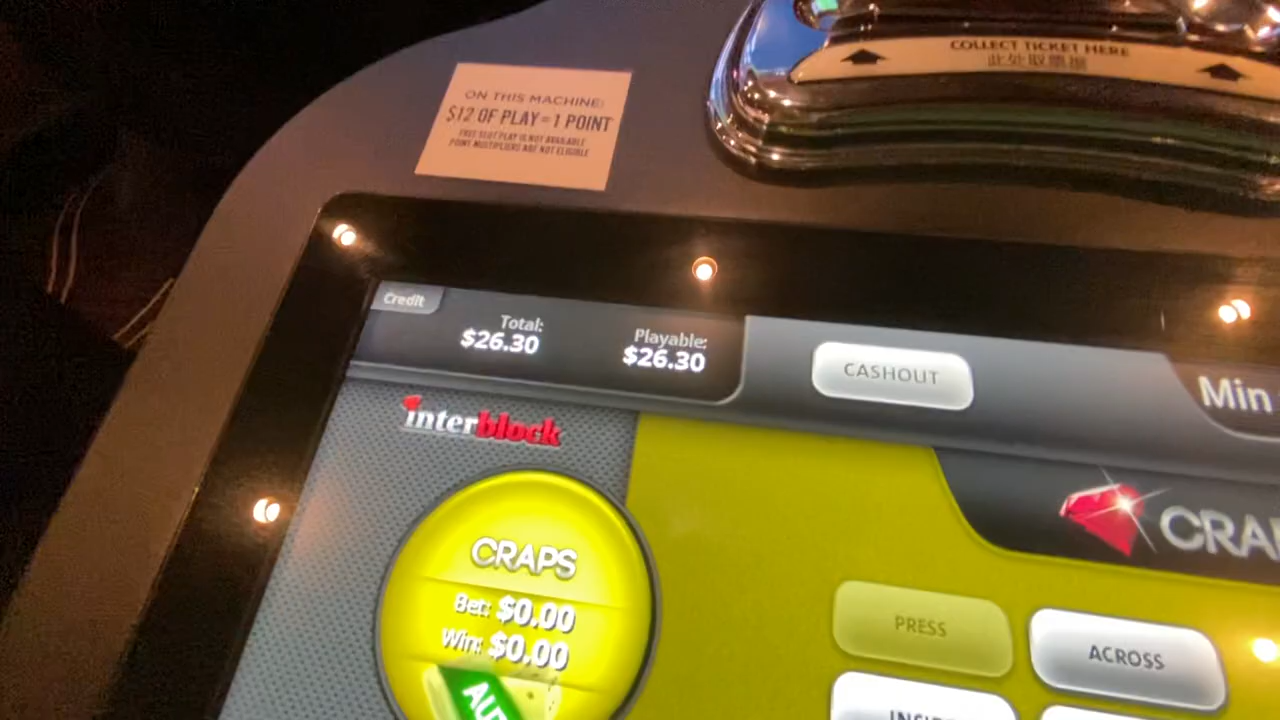 COLLECT TICKET HERE
此处取票据
ON THIS MACHINE:
$12 OF PLAY = 1 POINT
FREE SLOT PLAY IS NOT AVAILABLE
POINT MULTIPLIERS ARE NOT ELIGIBLE
Credit
Total:
$26.30
Playable:
$26.30
CASHOUT
Min
interblock
CRAPS
Bet: $0.00
Win: $0.00
PRESS
ACROSS